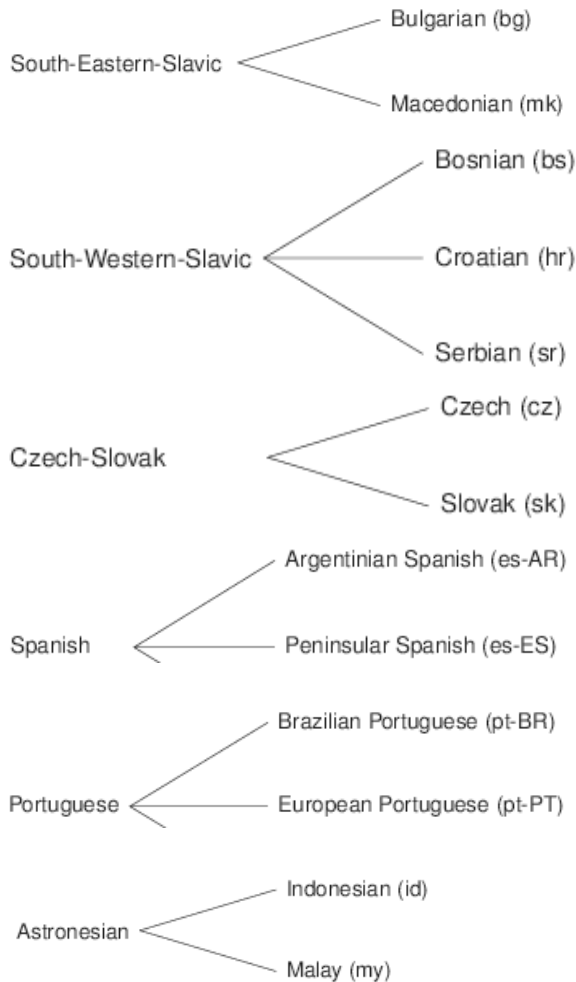 Bulgarian (bg)
South-Eastern-Slavic
Macedonian (mk)
Bosnian (bs)
South-Western-Slavic
Croatian (hr)
Serbian (sr)
Czech (cz)
Czech-Slovak
Slovak (sk)
Argentinian Spanish (es-AR)
Spanish
Peninsular Spanish (es-ES)
Brazilian Portuguese (pt-BR)
Portuguese
European Portuguese (pt-PT)
Indonesian (id)
Astronesian
Malay (my)